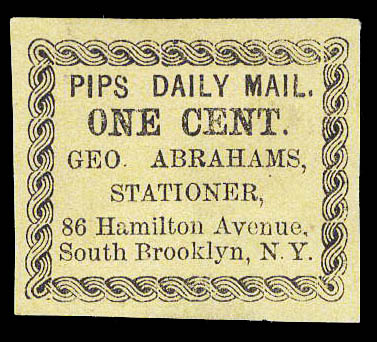 PIPS DAILY MAIL.
ONE CENT.
GEO. ABRAHAMS,
STATIONER,
86 Hamilton Avenue,
South Brooklyn, N. Y.